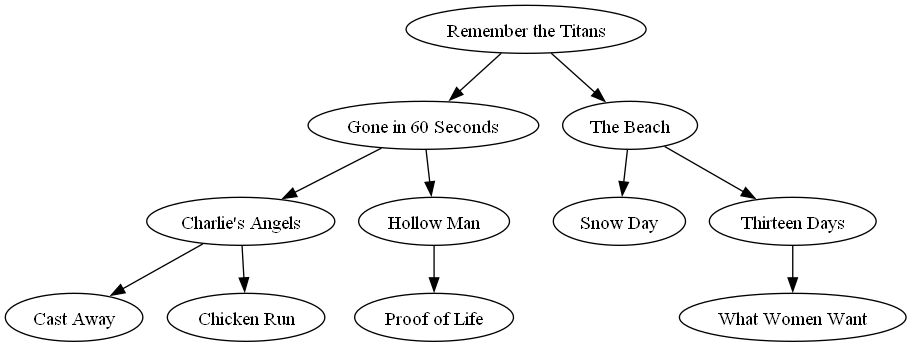 Remember the Titans
Gone in 60 Seconds
The Beach
Charlie's Angels
Hollow Man
Snow Day
Thirteen Days
Cast Away
Chicken Run
Proof of Life
What Women Want